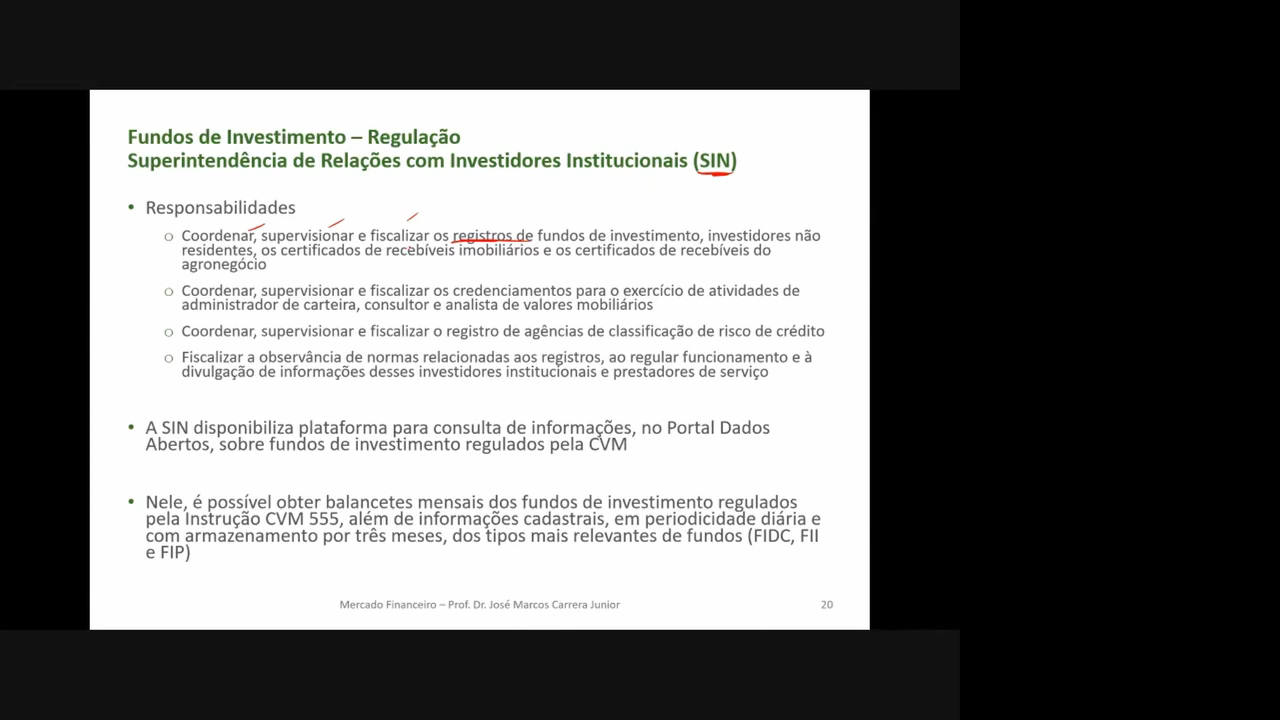 Fundos de Investimento – Regulação
Superintendência de Relações com Investidores Institucionais (SIN)
• Responsabilidades
○ Coordenar, supervisionar e fiscalizar os registros de fundos de investimento, investidores não
residentes, os certificados de recebíveis imobiliários e os certificados de recebíveis do
agronegócio
○ Coordenar, supervisionar e fiscalizar os credenciamentos para o exercício de atividades de
administrador de carteira, consultor e analista de valores mobiliários
○ Coordenar, supervisionar e fiscalizar o registro de agências de classificação de risco de crédito
○ Fiscalizar a observância de normas relacionadas aos registros, ao regular funcionamento e à
divulgação de informações desses investidores institucionais e prestadores de serviço
• A SIN disponibiliza plataforma para consulta de informações, no Portal Dados
Abertos, sobre fundos de investimento regulados pela CVM
• Nele, é possível obter balancetes mensais dos fundos de investimento regulados
pela Instrução CVM 555, além de informações cadastrais, em periodicidade diária e
com armazenamento por três meses, dos tipos mais relevantes de fundos (FIDC, FII
e FIP)
Mercado Financeiro – Prof. Dr. José Marcos Carrera Junior
20